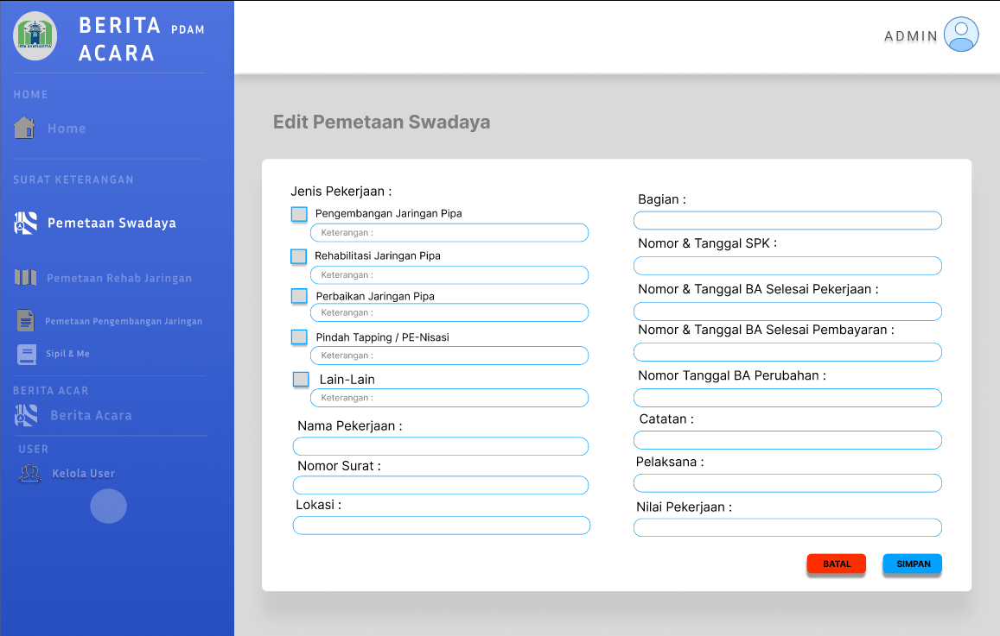 BERITA PDAM
ACARA
ADMIN
HOME
Home
SURAT KETERANGAN
Pemetaan Swadaya
Pemetaan Rehab Jaringan
Pemetaan Pengembangan Jaringan
Sipil & Me
BERITA ACAR
Berita Acara
USER
Kelola User
Edit Pemetaan Swadaya
Jenis Pekerjaan :
Pengembangan Jaringan Pipa
Keterangan :
Rehabilitasi Jaringan Pipa
Keterangan :
Perbaikan Jaringan Pipa
Keterangan :
Pindah Tapping / PE-Nisasi
Keterangan :
Lain-Lain
Keterangan :
Nama Pekerjaan :
Nomor Surat :
Lokasi :
Bagian :
Nomor & Tanggal SPK :
Nomor & Tanggal BA Selesai Pekerjaan :
Nomor & Tanggal BA Selesai Pembayaran :
Nomor Tanggal BA Perubahan :
Catatan :
Pelaksana :
Nilai Pekerjaan :
BATAL
SIMPAN